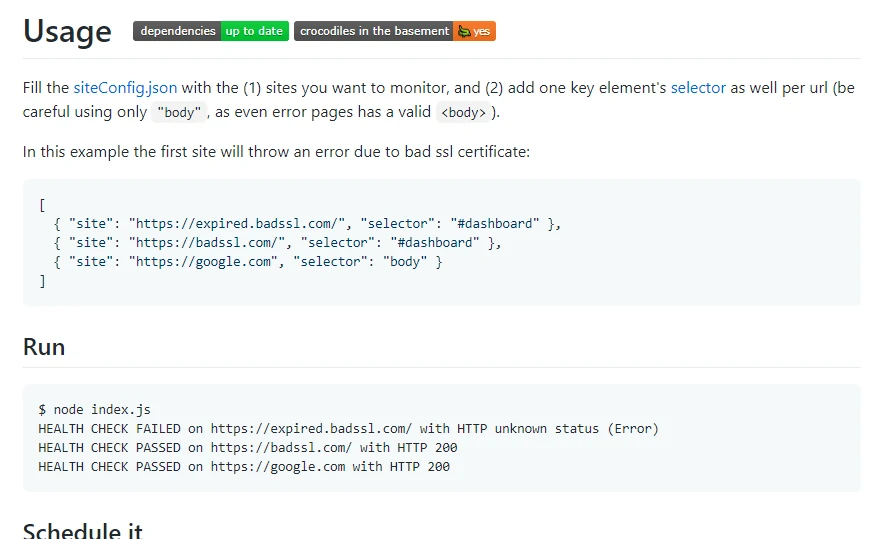 Usage dependencies up to date crocodiles in the basement yes
Fill the siteConfig.json with the (1) sites you want to monitor, and (2) add one key element's selector as well per url (be
careful using only "body" , as even error pages has a valid <body> ).
In this example the first site will throw an error due to bad ssl certificate:
[
{ "site": "https://expired.badssl.com/", "selector": "#dashboard" },
{ "site": "https://badssl.com/", "selector": "#dashboard" },
{ "site": "https://google.com", "selector": "body" }
]
Run
$ node index.js
HEALTH CHECK FAILED on https://expired.badssl.com/ with HTTP unknown status (Error)
HEALTH CHECK PASSED on https://badssl.com/ with HTTP 200
HEALTH CHECK PASSED on https://google.com with HTTP 200
Schedule it